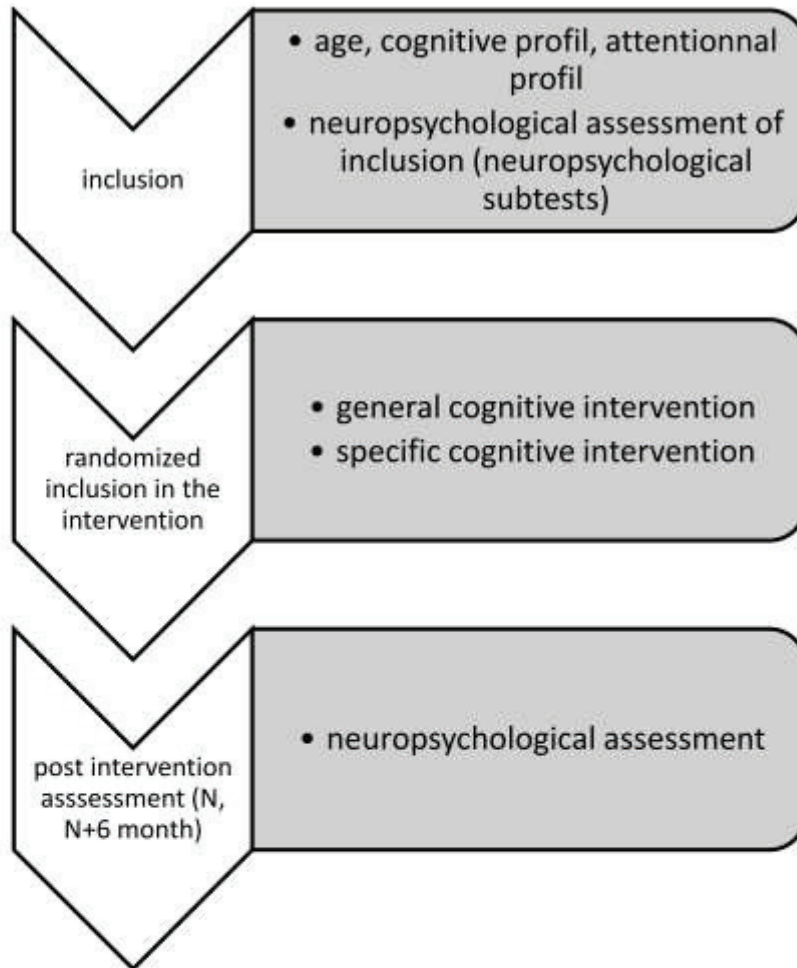 inclusion
• age, cognitive profil, attentionnal
profil
• neuropsychological assessment of
inclusion (neuropsychological
subtests)
randomized
inclusion in the
intervention
• general cognitive intervention
• specific cognitive intervention
post intervention
asssessment (N,
N+6 month)
• neuropsychological assessment